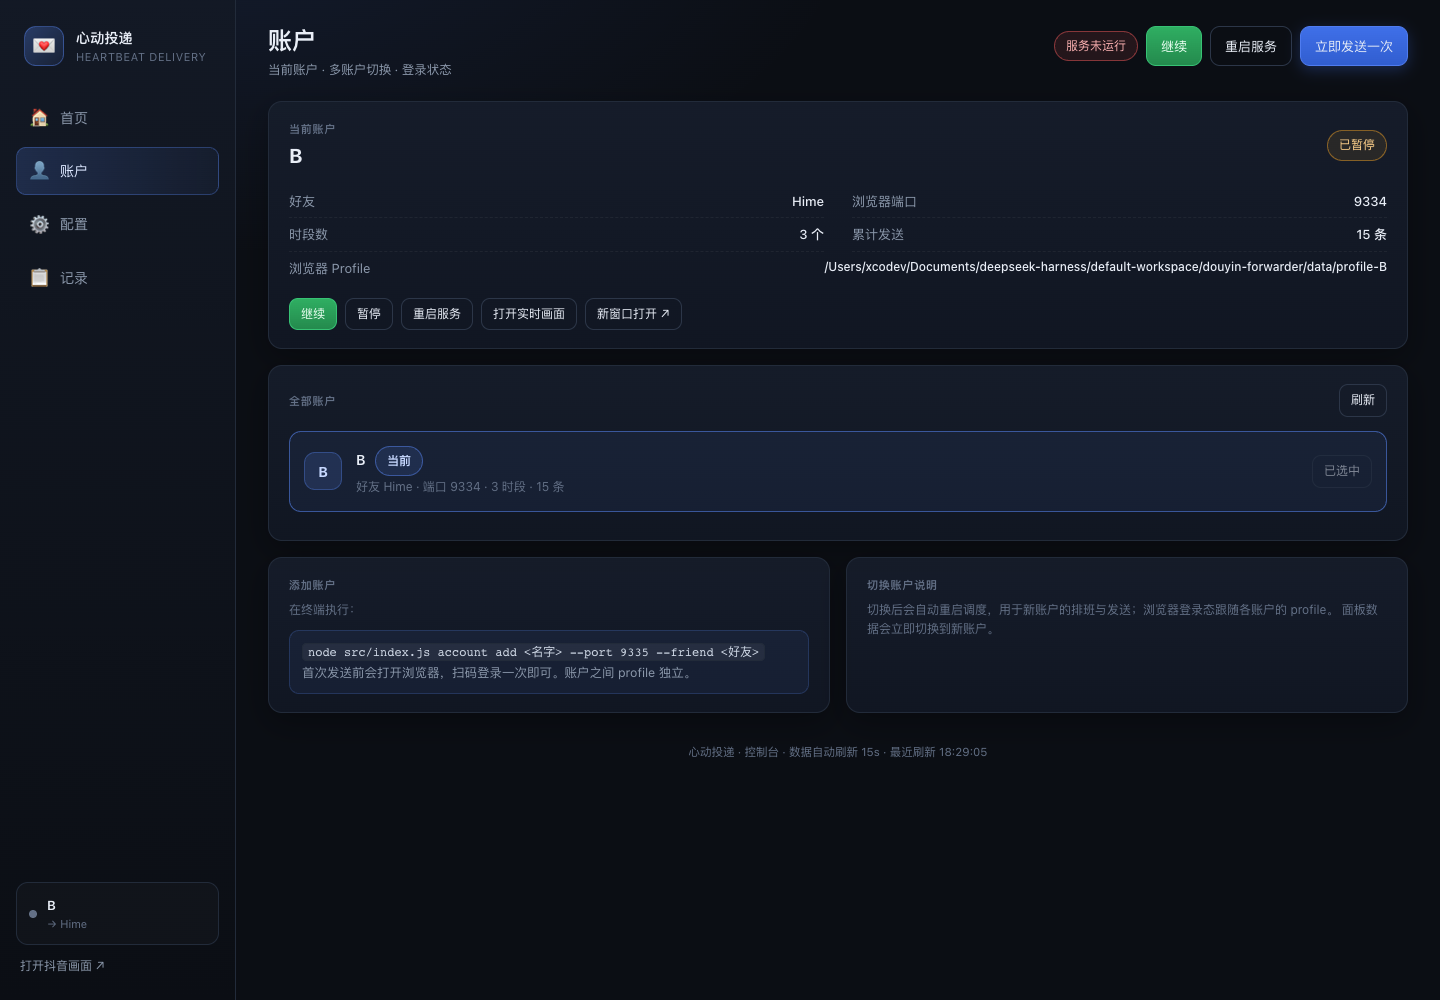 心动投递
HEARTBEAT DELIVERY
首页
账户
配置
记录
B
→ Hime
打开抖音画面 ↗
账户
当前账户 · 多账户切换 · 登录状态
服务未运行
继续
重启服务
立即发送一次
当前账户
B
已暂停
好友 Hime
浏览器端口 9334
时段数 3 个
累计发送 15 条
浏览器 Profile /Users/xcodev/Documents/deepseek-harness/default-workspace/douyin-forwarder/data/profile-B
继续
暂停
重启服务
打开实时画面
新窗口打开 ↗
全部账户
刷新
B
B 当前
好友 Hime · 端口 9334 · 3 时段 · 15 条
已选中
添加账户
在终端执行：
node src/index.js account add <名字> --port 9335 --friend <好友>
首次发送前会打开浏览器，扫码登录一次即可。账户之间 profile 独立。
切换账户说明
切换后会自动重启调度，用于新账户的排班与发送；浏览器登录态跟随各账户的 profile。 面板数
据会立即切换到新账户。
心动投递 · 控制台 · 数据自动刷新 15s · 最近刷新 18:29:05